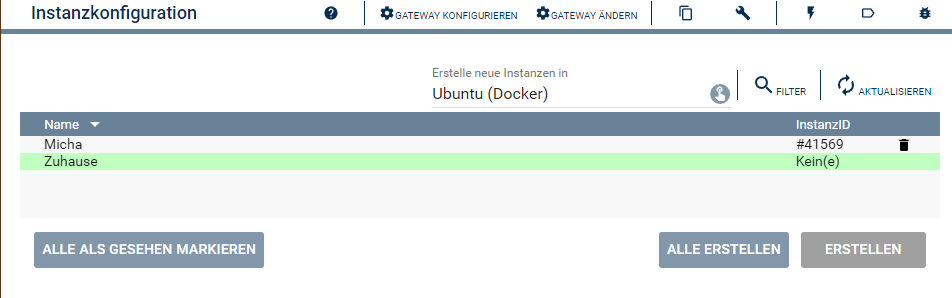 Instanzkonfiguration
GATEWAY KONFIGURIEREN
GATEWAY ÄNDERN
Erstelle neue Instanzen in
Ubuntu (Docker)
FILTER
AKTUALISIEREN
Name InstanzID
Micha #41569
Zuhause Kein(e)
ALLE ALS GESEHEN MARKIEREN
ALLE ERSTELLEN
ERSTELLEN